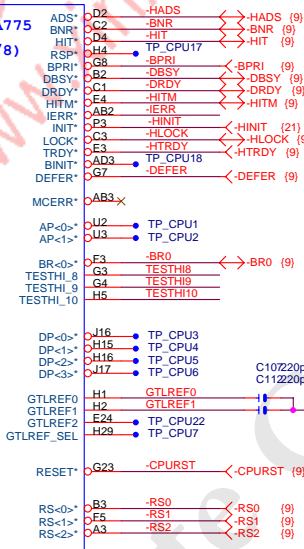 A775
/8)
ADS* D2 -HADS -HADS {9}
BNR* C2 -BNR -BNR {9}
HIT* D4 -HIT -HIT {9}
RSP* H4 TP_CPU17
BPRI* G8 -BPRI -BPRI {9}
DBSY* B2 -DBSY -DBSY {9}
DRDY* C1 -DRDY -DRDY {9}
HITM* E4 -HITM -HITM {9}
IERR* AB2 -IERR
INIT* P3 -HINIT -HINIT {21}
LOCK* C3 -HLOCK -HLOCK {9
TRDY* E3 -HTRDY -HTRDY {9}
BINIT* AD3 TP_CPU18
DEFER* G7 -DEFER -DEFER {9}
MCERR* AB3
AP<0>* U2 TP_CPU1
AP<1>* U3 TP_CPU2
BR<0>* F3 -BR0 -BR0 {9}
TESTHI_8 G3 TESTHI8
TESTHI_9 G4 TESTHI9
TESTHI_10 H5 TESTHI10
DP<0>* J16 TP_CPU3
DP<1>* H15 TP_CPU4
DP<2>* H16 TP_CPU5
DP<3>* J17 TP_CPU6
C107220p
GTLREF0 H1 GTLREF0
C112220p
GTLREF1 H2 GTLREF1
GTLREF2 E24 TP_CPU22
GTLREF_SEL H29 TP_CPU7
RESET* G23 -CPURST -CPURST {9}
RS<0>* B3 -RS0 -RS0 {9}
RS<1>* F5 -RS1 -RS1 {9}
RS<2>* A3 -RS2 -RS2 {9}